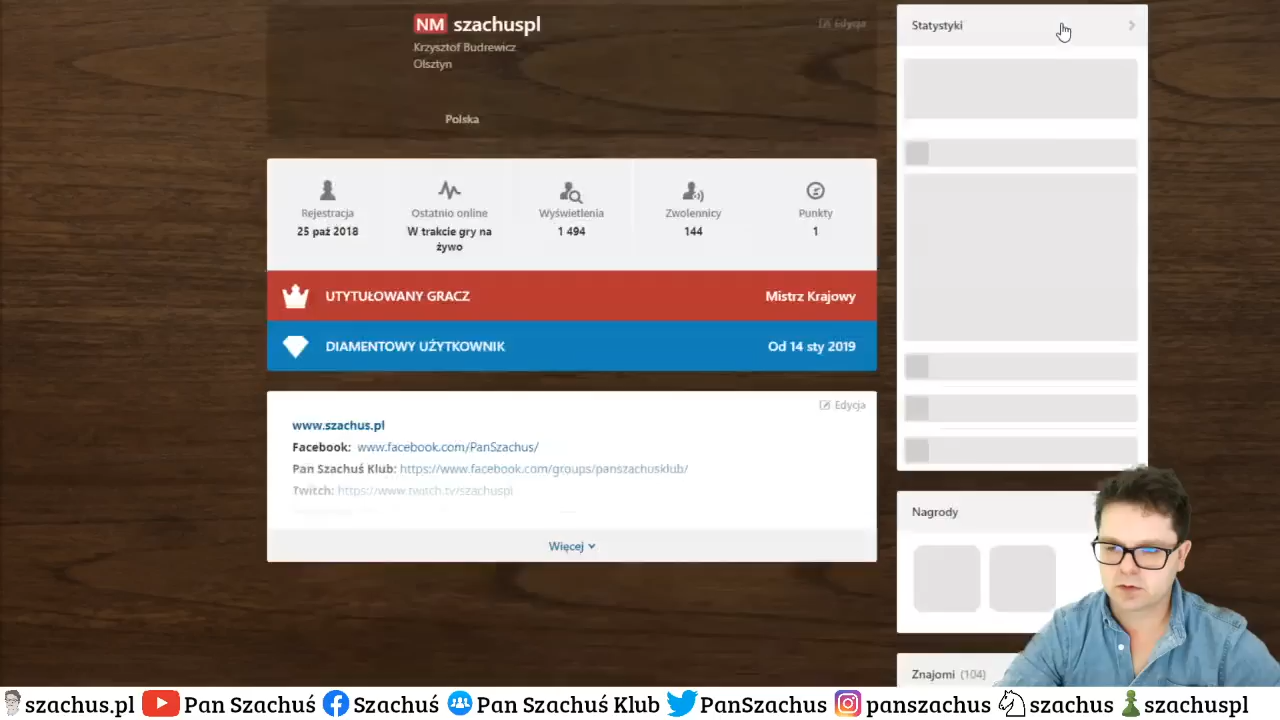 NM szachuspl
Edycja
Krzysztof Budrewicz
Olsztyn
Polska
Rejestracja
25 paź 2018
Ostatnio online
W trakcie gry na
żywo
Wyświetlenia
1 494
Zwolennicy
144
Punkty
1
UTYTUŁOWANY GRACZ
Mistrz Krajowy
DIAMENTOWY UŻYTKOWNIK
Od 14 sty 2019
Edycja
www.szachus.pl
Facebook: www.facebook.com/PanSzachus/
Pan Szachuś Klub: https://www.facebook.com/groups/panszachusklub/
Twitch: https://www.twitch.tv/szachuspl
Więcej
Statystyki
Nagrody
Znajomi (104)
szachus.pl Pan Szachuś Szachuś Pan Szachuś Klub PanSzachus panszachus szachus szachuspl